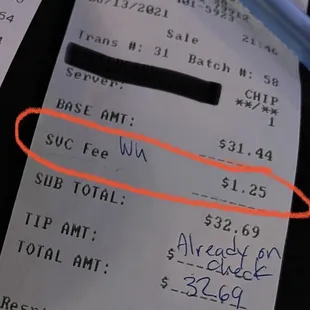 /13/2021
Sale
21:46
Trans #: 31 Batch #: 58
Server:
CHIP
**/**
1
BASE AMT: $31.44
SVC Fee Wh $1.25
SUB TOTAL: $32.69
TIP AMT: $ Already on check
TOTAL AMT: $ 32.69